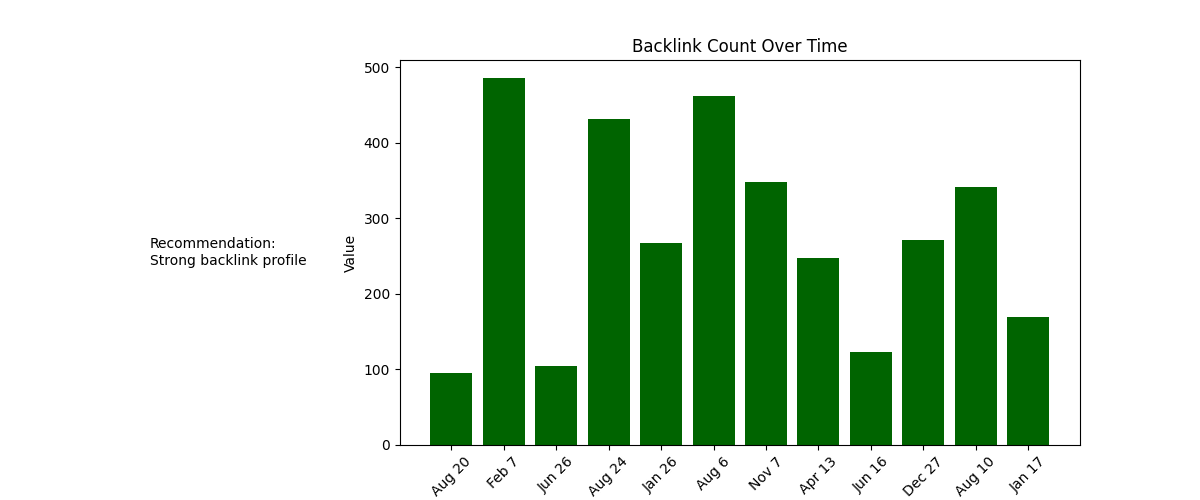 Backlink Count Over Time
Recommendation:
Strong backlink profile
Value
500
400
300
200
100
0
Aug 20
Feb 7
Jun 26
Aug 24
Jan 26
Aug 6
Nov 7
Apr 13
Jun 16
Dec 27
Aug 10
Jan 17